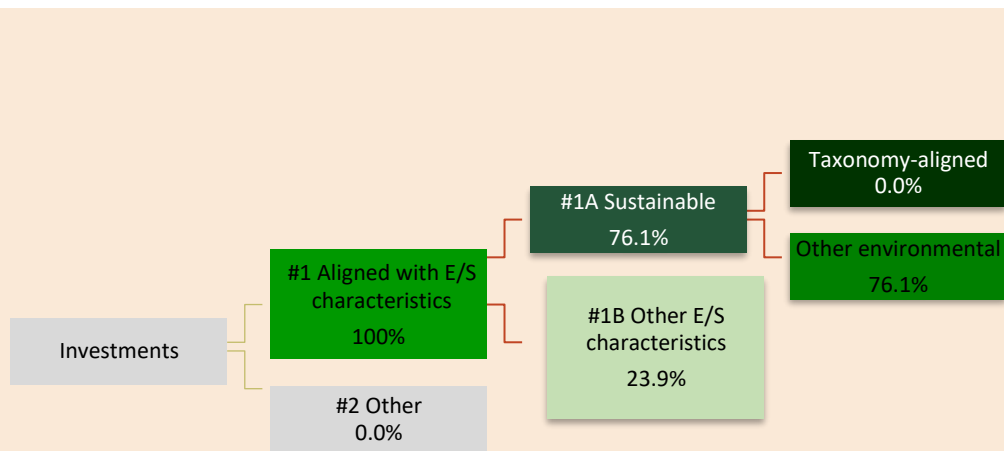 Investments
#1 Aligned with E/S
characteristics
100%
#2 Other
0.0%
#1A Sustainable
76.1%
#1B Other E/S
characteristics
23.9%
Taxonomy-aligned
0.0%
Other environmental
76.1%